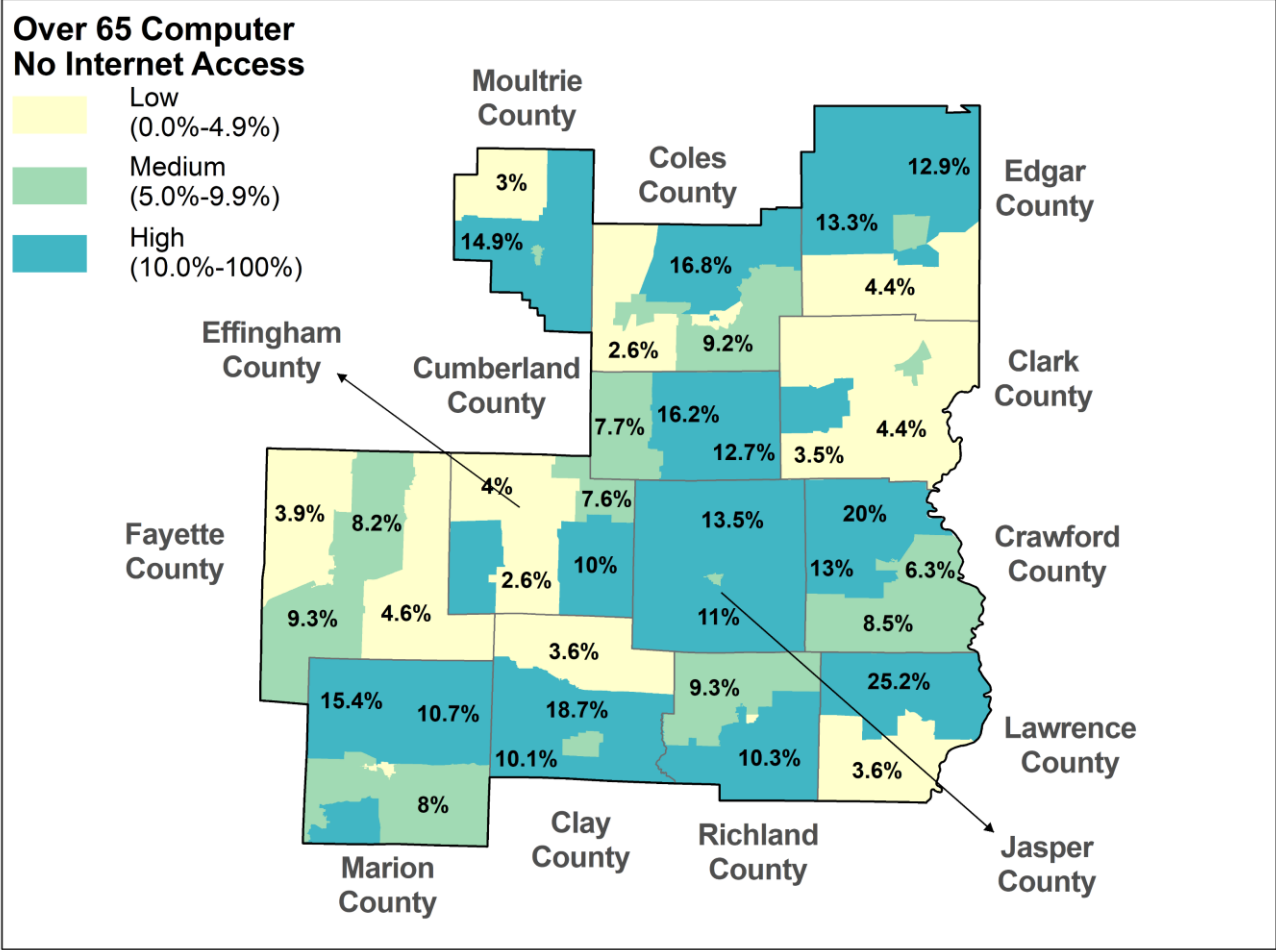 Over 65 Computer
No Internet Access
Low
(0.0%-4.9%)
Medium
(5.0%-9.9%)
High
(10.0%-100%)
Moultrie
County
Coles
County
Edgar
County
12.9%
3%
13.3%
14.9%
16.8%
4.4%
Effingham
County
2.6%
9.2%
Cumberland
County
Clark
County
7.7%
16.2%
4.4%
12.7%
3.5%
4%
7.6%
3.9%
8.2%
13.5%
20%
Fayette
County
Crawford
County
10%
13%
6.3%
2.6%
9.3%
4.6%
11%
8.5%
3.6%
9.3%
25.2%
15.4%
10.7%
18.7%
Lawrence
County
10.1%
10.3%
3.6%
8%
Clay
County
Richland
County
Jasper
County
Marion
County